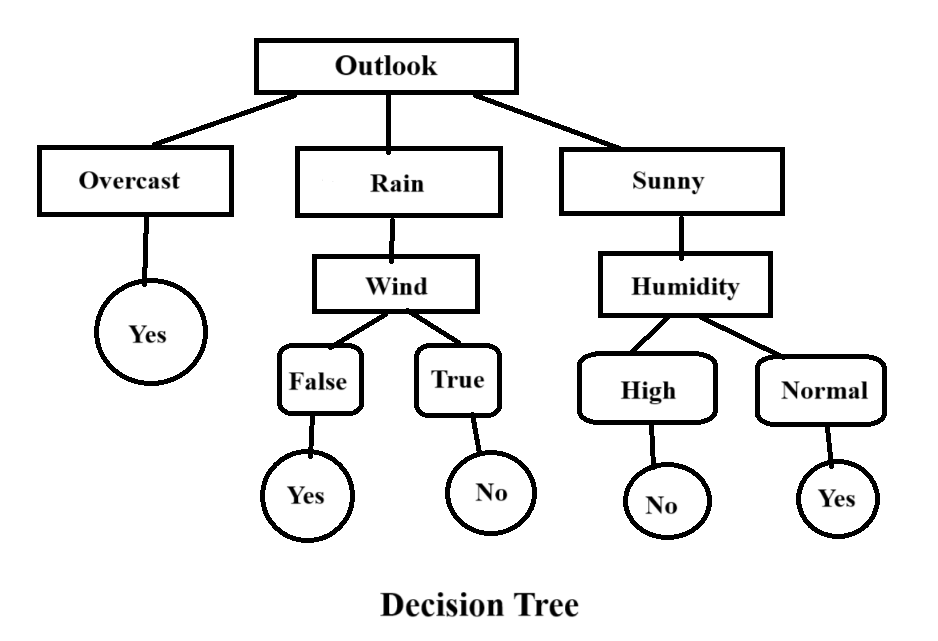 Outlook
Overcast
Rain
Sunny
Wind
Humidity
Yes
False
True
High
Normal
Yes
No
No
Yes
Decision Tree